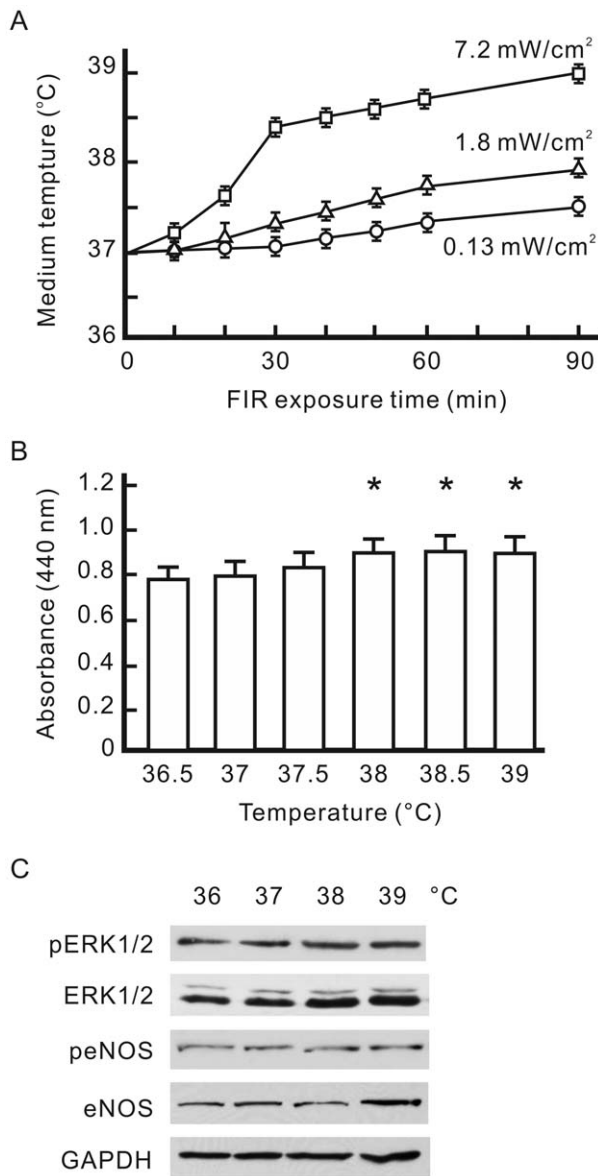 A
Medium tempture (°C)
39
38
37
36
7.2 mW/cm²
1.8 mW/cm²
0.13 mW/cm²
0 30 60 90
FIR exposure time (min)
B
Absorbance (440 nm)
1.2
1.0
0.8
0.6
0.4
0.2
0
* * *
36.5 37 37.5 38 38.5 39
Temperature (°C)
C
36 37 38 39 °C
pERK1/2
ERK1/2
peNOS
eNOS
GAPDH